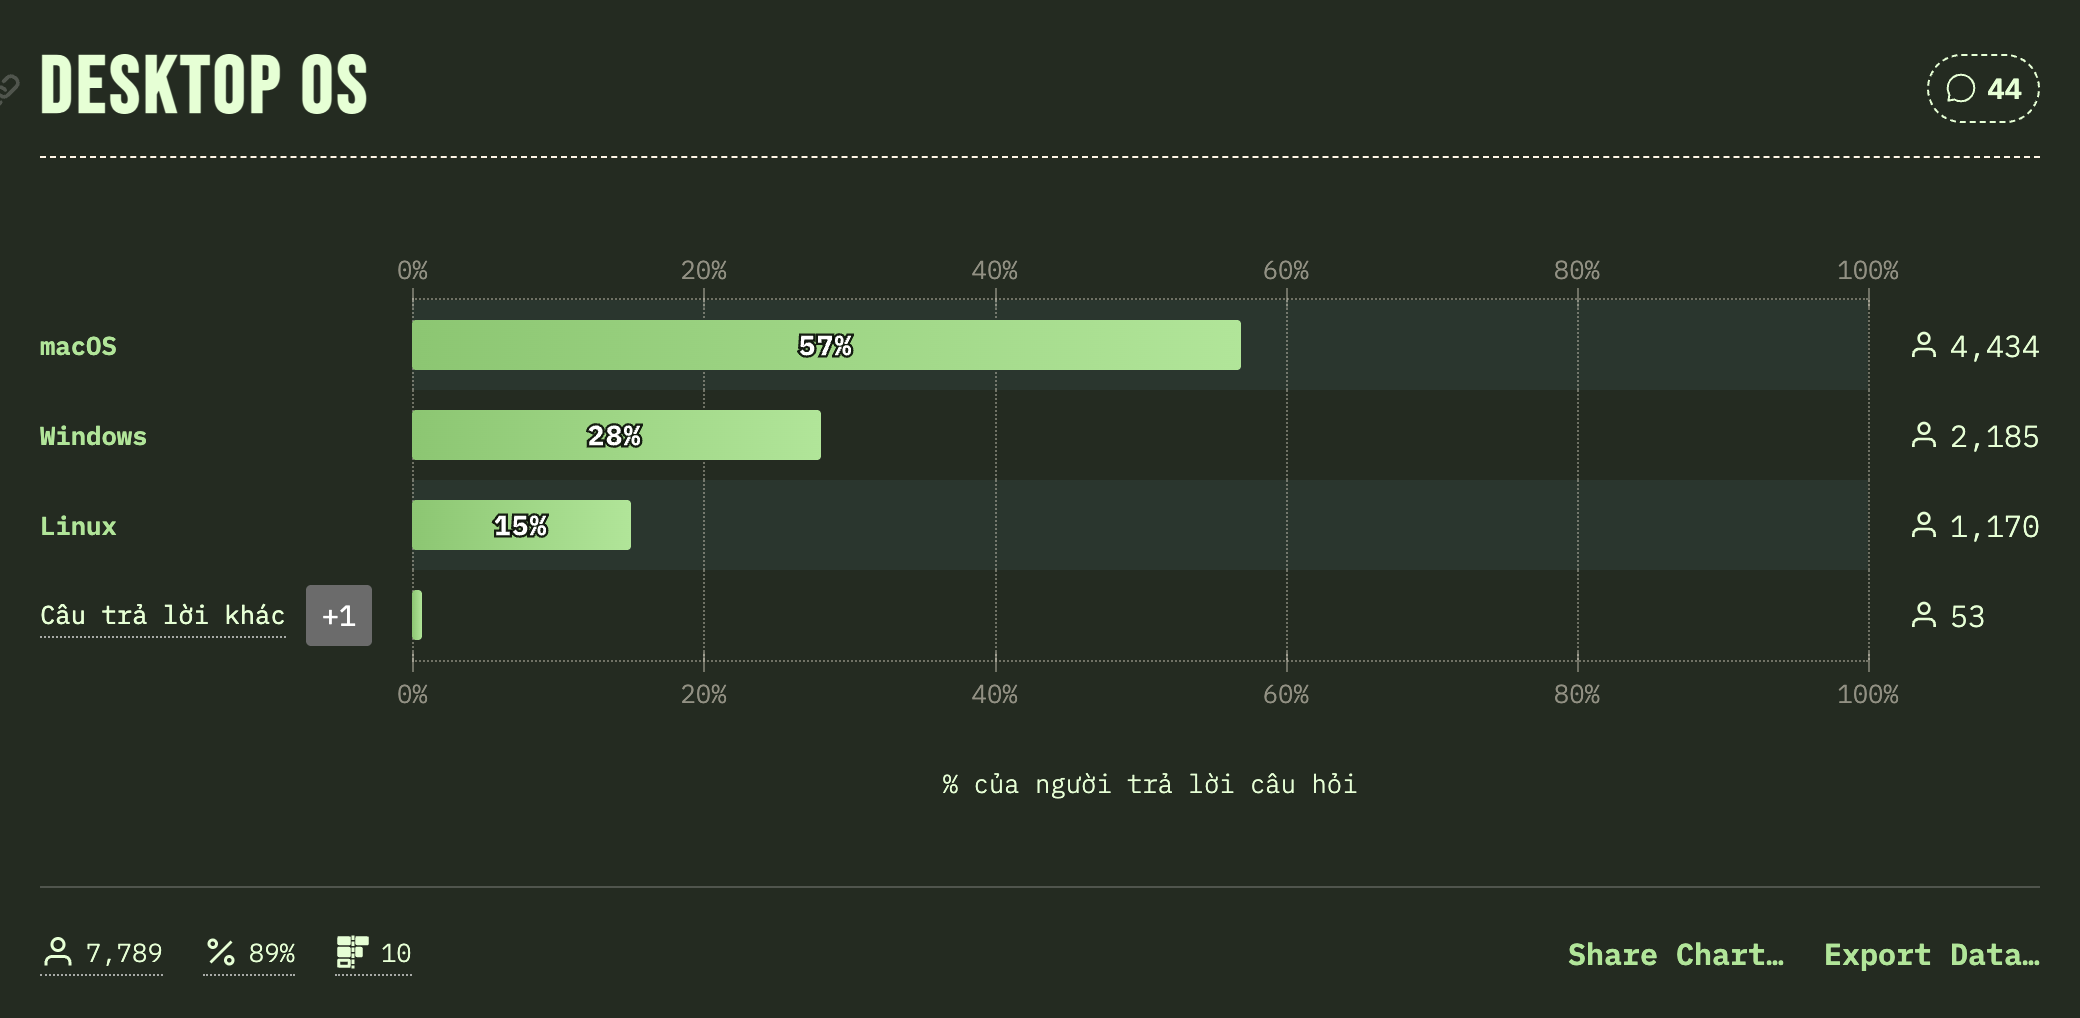 DESKTOP OS
44
0% 20% 40% 60% 80% 100%
macOS 57% 4,434
Windows 28% 2,185
Linux 15% 1,170
Câu trả lời khác +1 53
0% 20% 40% 60% 80% 100%
% của người trả lời câu hỏi
7,789 % 89% 10 Share Chart… Export Data…